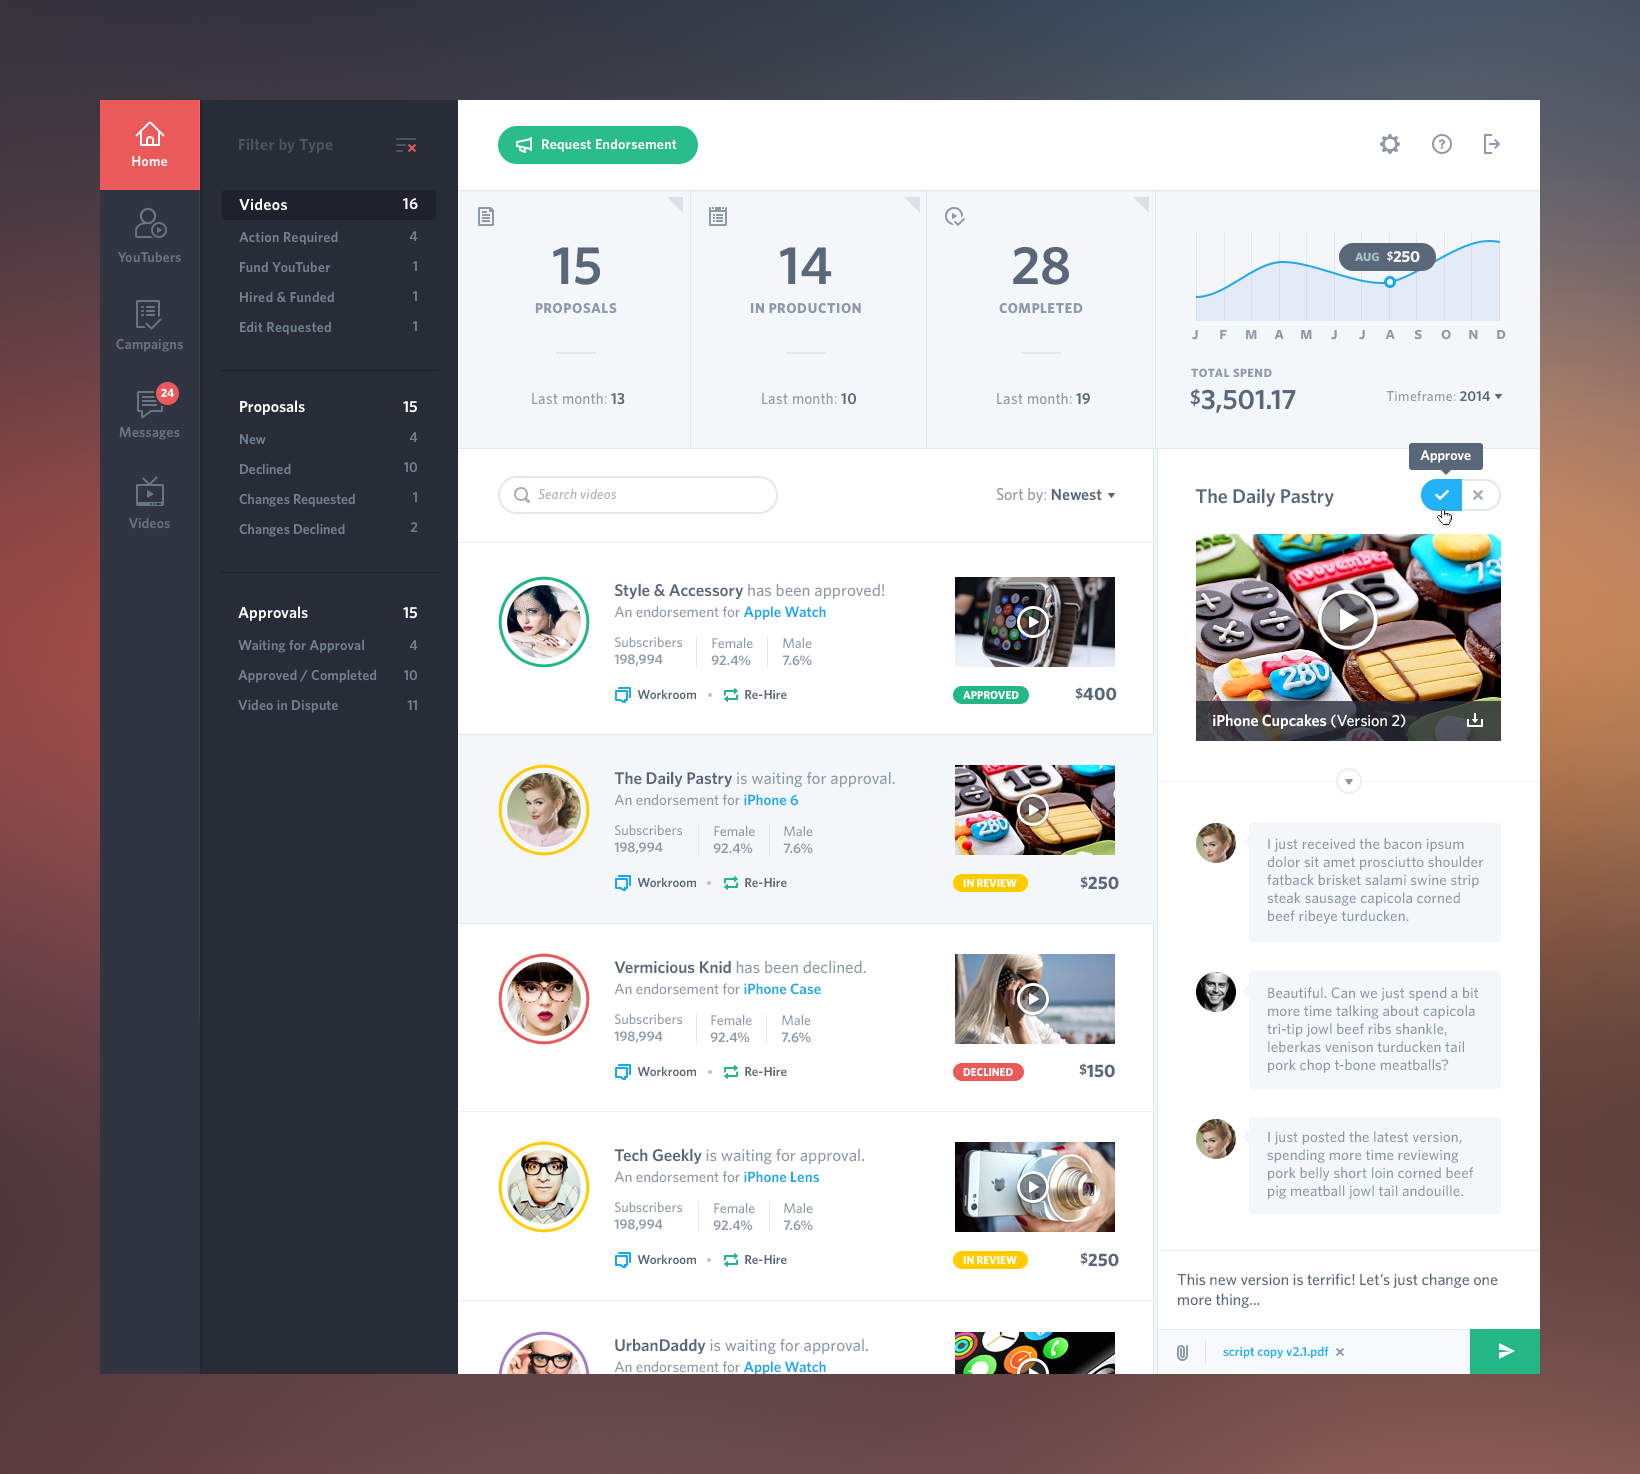 Home
YouTubers
Campaigns
24
Messages
Videos
Filter by Type
Videos 16
Action Required 4
Fund YouTuber 1
Hired & Funded 1
Edit Requested 1
Proposals 15
New 4
Declined 10
Changes Requested 1
Changes Declined 2
Approvals 15
Waiting for Approval 4
Approved / Completed 10
Video in Dispute 11
Request Endorsement
?
15
PROPOSALS
Last month: 13
14
IN PRODUCTION
Last month: 10
28
COMPLETED
Last month: 19
AUG $250
J F M A M J J A S O N D
TOTAL SPEND
$3,501.17
Timeframe: 2014
Search videos
Sort by: Newest
Style & Accessory has been approved!
An endorsement for Apple Watch
Subscribers Female Male
198,994 92.4% 7.6%
Workroom • Re-Hire
APPROVED $400
The Daily Pastry is waiting for approval.
An endorsement for iPhone 6
Subscribers Female Male
198,994 92.4% 7.6%
Workroom • Re-Hire
15
280
IN REVIEW $250
Vermicious Knid has been declined.
An endorsement for iPhone Case
Subscribers Female Male
198,994 92.4% 7.6%
Workroom • Re-Hire
DECLINED $150
Tech Geekly is waiting for approval.
An endorsement for iPhone Lens
Subscribers Female Male
198,994 92.4% 7.6%
Workroom • Re-Hire
IN REVIEW $250
UrbanDaddy is waiting for approval.
An endorsement for Apple Watch
Approve
The Daily Pastry
November
15
73
280
iPhone Cupcakes (Version 2)
I just received the bacon ipsum
dolor sit amet prosciutto shoulder
fatback brisket salami swine strip
steak sausage capicola corned
beef ribeye turducken.
Beautiful. Can we just spend a bit
more time talking about capicola
tri-tip jowl beef ribs shankle,
leberkas venison turducken tail
pork chop t-bone meatballs?
I just posted the latest version,
spending more time reviewing
pork belly short loin corned beef
pig meatball jowl tail andouille.
This new version is terrific! Let's just change one
more thing...
script copy v2.1.pdf